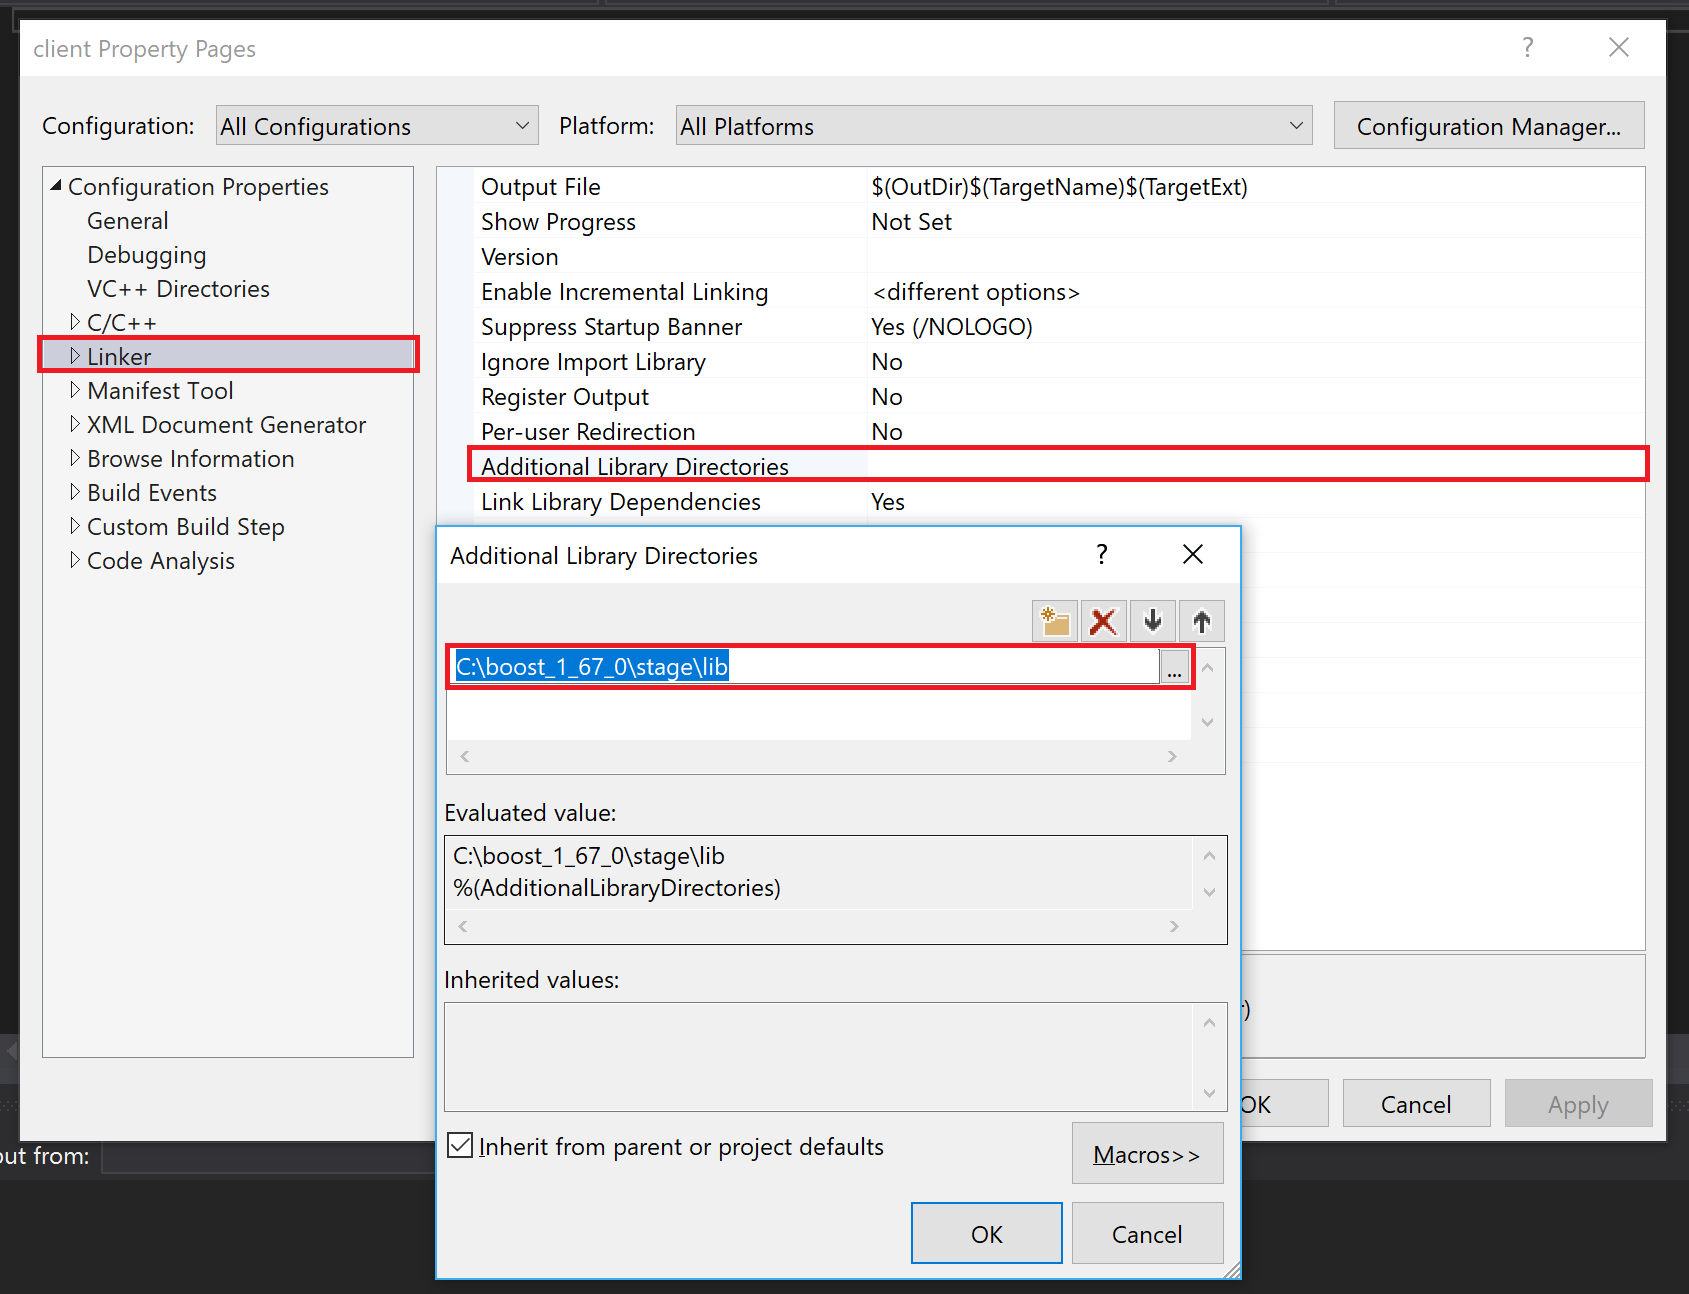 client Property Pages
?
Configuration: All Configurations Platform: All Platforms Configuration Manager...
Configuration Properties
General
Debugging
VC++ Directories
C/C++
Linker
Manifest Tool
XML Document Generator
Browse Information
Build Events
Custom Build Step
Code Analysis
Output File $(OutDir)$(TargetName)$(TargetExt)
Show Progress Not Set
Version
Enable Incremental Linking <different options>
Suppress Startup Banner Yes (/NOLOGO)
Ignore Import Library No
Register Output No
Per-user Redirection No
Additional Library Directories
Link Library Dependencies Yes
Additional Library Directories ?
C:\boost_1_67_0\stage\lib ...
Evaluated value:
C:\boost_1_67_0\stage\lib
%(AdditionalLibraryDirectories)
Inherited values:
Inherit from parent or project defaults
Macros>>
OK Cancel
)
OK Cancel Apply
out from: